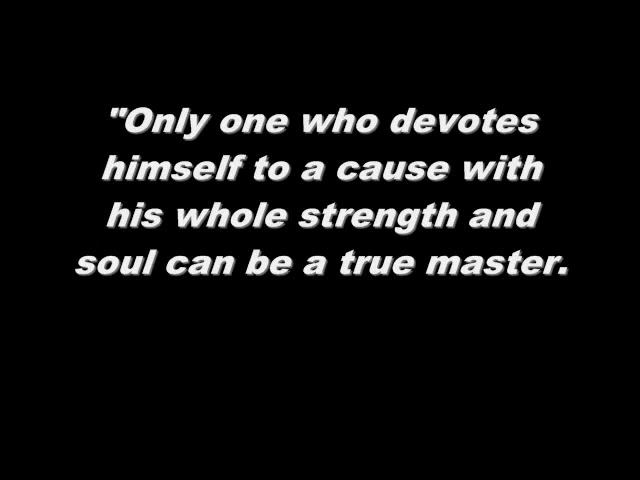 "Only one who devotes
himself to a cause with
his whole strength and
soul can be a true master.